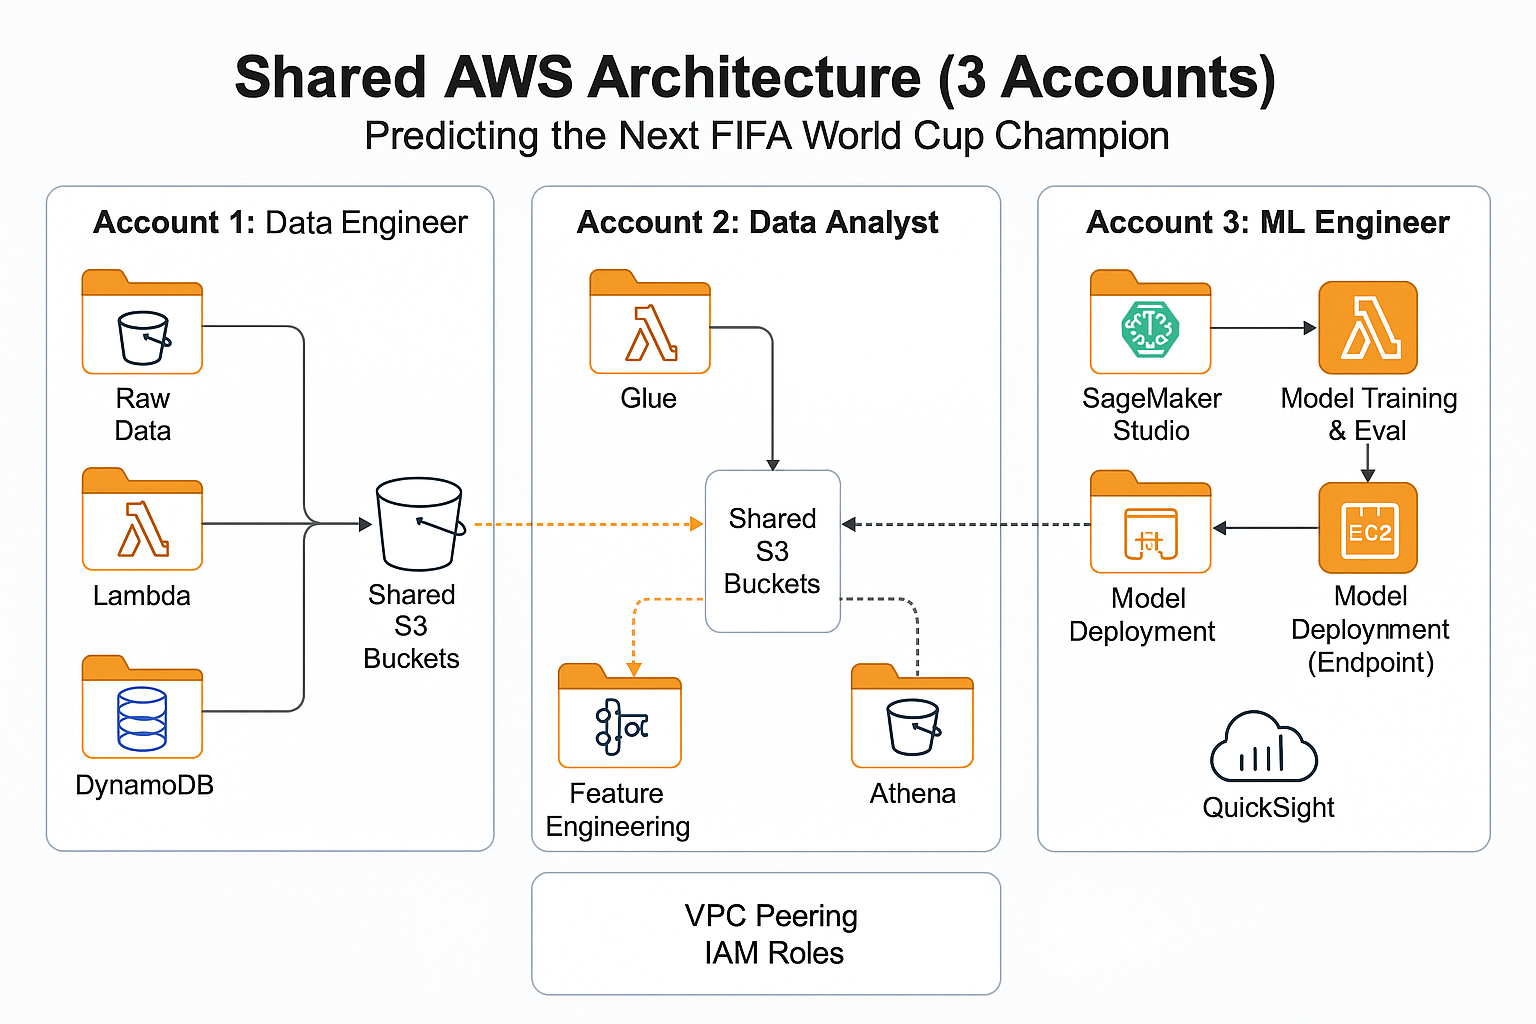 Shared AWS Architecture (3 Accounts)
Predicting the Next FIFA World Cup Champion
Account 1: Data Engineer
Raw
Data
Lambda
DynamoDB
Shared
S3
Buckets
Account 2: Data Analyst
Glue
Shared
S3
Buckets
Feature
Engineering
Athena
Account 3: ML Engineer
SageMaker
Studio
Model Training
& Eval
Model
Deployment
EC2
Model
Deploynment
(Endpoint)
QuickSight
VPC Peering
IAM Roles